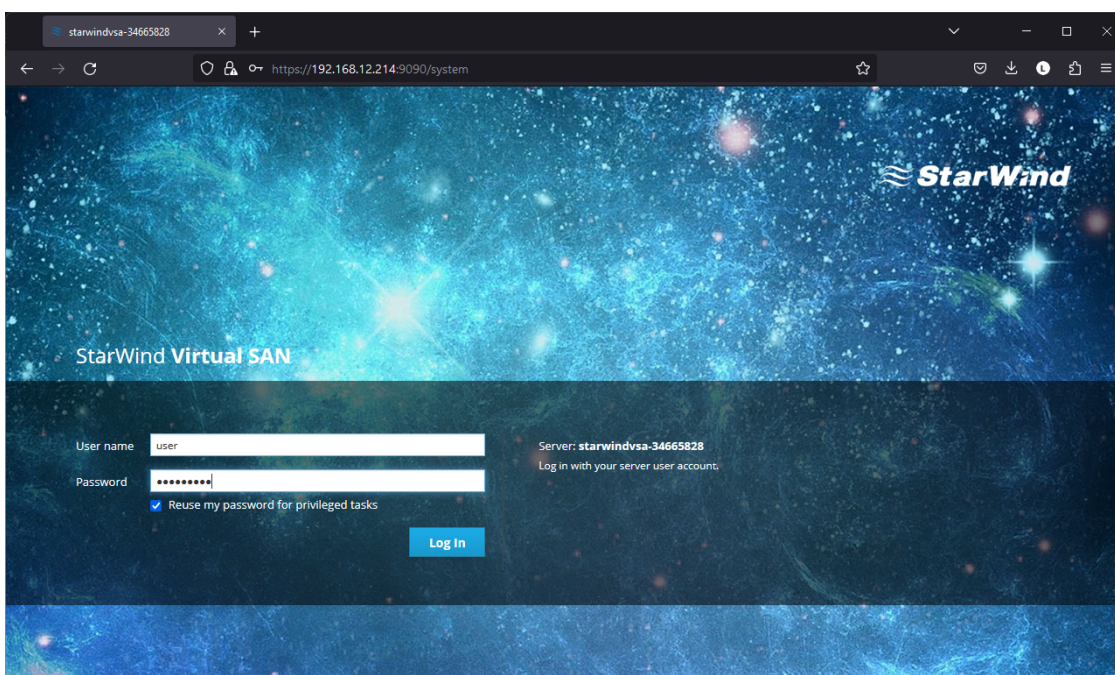 starwindvsa-34665828
https://192.168.12.214:9090/system
L
StarWind
StarWind Virtual SAN
User name user
Password •••••••••
Reuse my password for privileged tasks
Log In
Server: starwindvsa-34665828
Log in with your server user account.